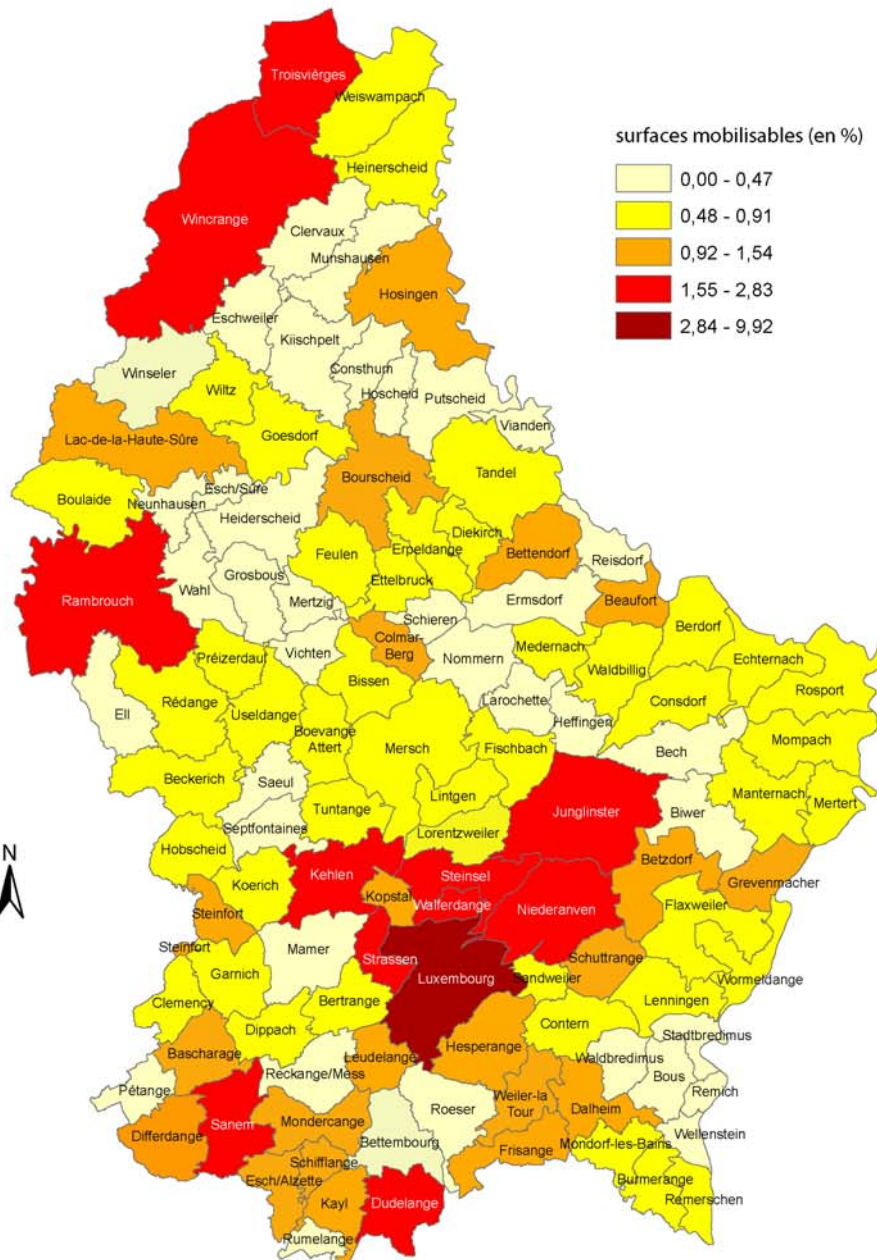 Troisvièrges
Weiswampach
surfaces mobilisables (en %)
Heinerscheid
0,00 - 0,47
0,48 - 0,91
Wincrange
Clervaux
0,92 - 1,54
Munshausen
1,55 - 2,83
Hosingen
2,84 - 9,92
Eschweiler
Kiischpelt
Winseler
Consthum
Wiltz
Hoscheid
Putscheid
Vianden
Lac-de-la-Haute-Sûre
Goesdorf
Bourscheid
Tandel
Esch/Sûre
Boulaide
Neunhausen
Heiderscheid
Diekirch
Erpeldange
Bettendorf
Feulen
Reisdorf
Grosbous
Ettelbruck
Rambrouch
Wahl
Ermsdorf
Mertzig
Beaufort
Schieren
Colmar-
Berg
Berdorf
Préizerdaul
Vichten
Medernach
Nommern
Waldbillig
Echternach
Bissen
Rosport
Rédange
Larochette
Consdorf
Ell
Useldange
Heffingen
Boevange
Attert
Mersch
Fischbach
Bech
Mompach
Beckerich
Saeul
Manternach
Lintgen
Mertert
Tuntange
Junglinster
Biwer
Septfontaines
Lorentzweiler
Hobscheid
N
Betzdorf
Kehlen
Steinsel
Grevenmacher
Koerich
Kopstal
Walferdange
Niederanven
Flaxweiler
Steinfort
Mamer
Steinfort
Strassen
Schuttrange
Luxembourg
Garnich
Sandweiler
Wormeldange
Clemency
Bertrange
Lenningen
Contern
Dippach
Stadtbredimus
Hesperange
Bascharage
Leudelange
Waldbredimus
Reckange/Mess
Bous
Pétange
Remich
Weiler-la
Tour
Roeser
Dalheim
Sanem
Mondercange
Wellenstein
Differdange
Bettembourg
Mondorf-les-Bains
Frisange
Schifflange
Burmerange
Esch/Alzette
Remerschen
Kayl
Dudelange
Rumelange